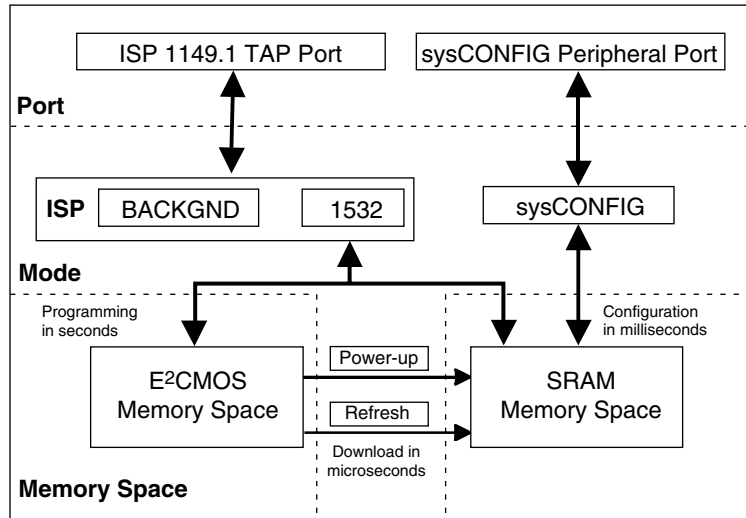 ISP 1149.1 TAP Port
sysCONFIG Peripheral Port
Port
ISP
BACKGND
1532
sysCONFIG
Mode
Programming
in seconds
Configuration
in milliseconds
E²CMOS
Memory Space
Power-up
SRAM
Memory Space
Refresh
Download in
microseconds
Memory Space